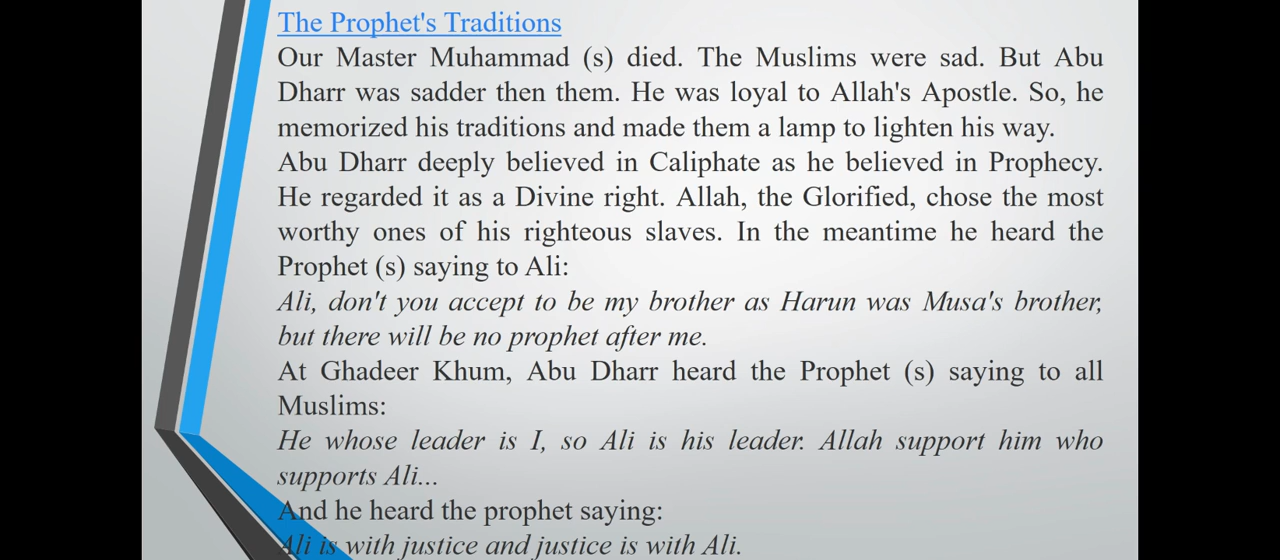 The Prophet's Traditions
Our Master Muhammad (s) died. The Muslims were sad. But Abu
Dharr was sadder then them. He was loyal to Allah's Apostle. So, he
memorized his traditions and made them a lamp to lighten his way.
Abu Dharr deeply believed in Caliphate as he believed in Prophecy.
He regarded it as a Divine right. Allah, the Glorified, chose the most
worthy ones of his righteous slaves. In the meantime he heard the
Prophet (s) saying to Ali:
Ali, don't you accept to be my brother as Harun was Musa's brother,
but there will be no prophet after me.
At Ghadeer Khum, Abu Dharr heard the Prophet (s) saying to all
Muslims:
He whose leader is I, so Ali is his leader. Allah support him who
supports Ali...
And he heard the prophet saying:
Ali is with justice and justice is with Ali.